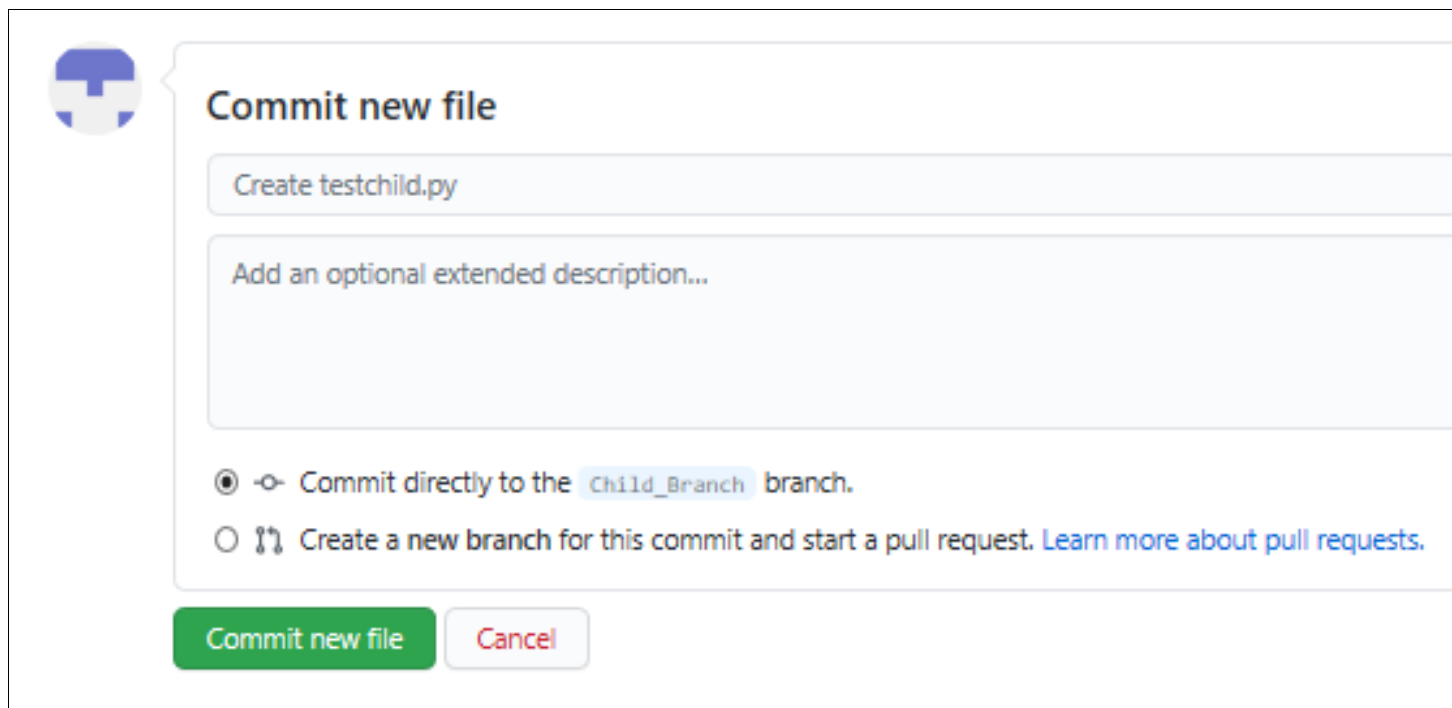 Commit new file
Create testchild.py
Add an optional extended description...
Commit directly to the Child_Branch branch.
Create a new branch for this commit and start a pull request. Learn more about pull requests.
Commit new file
Cancel